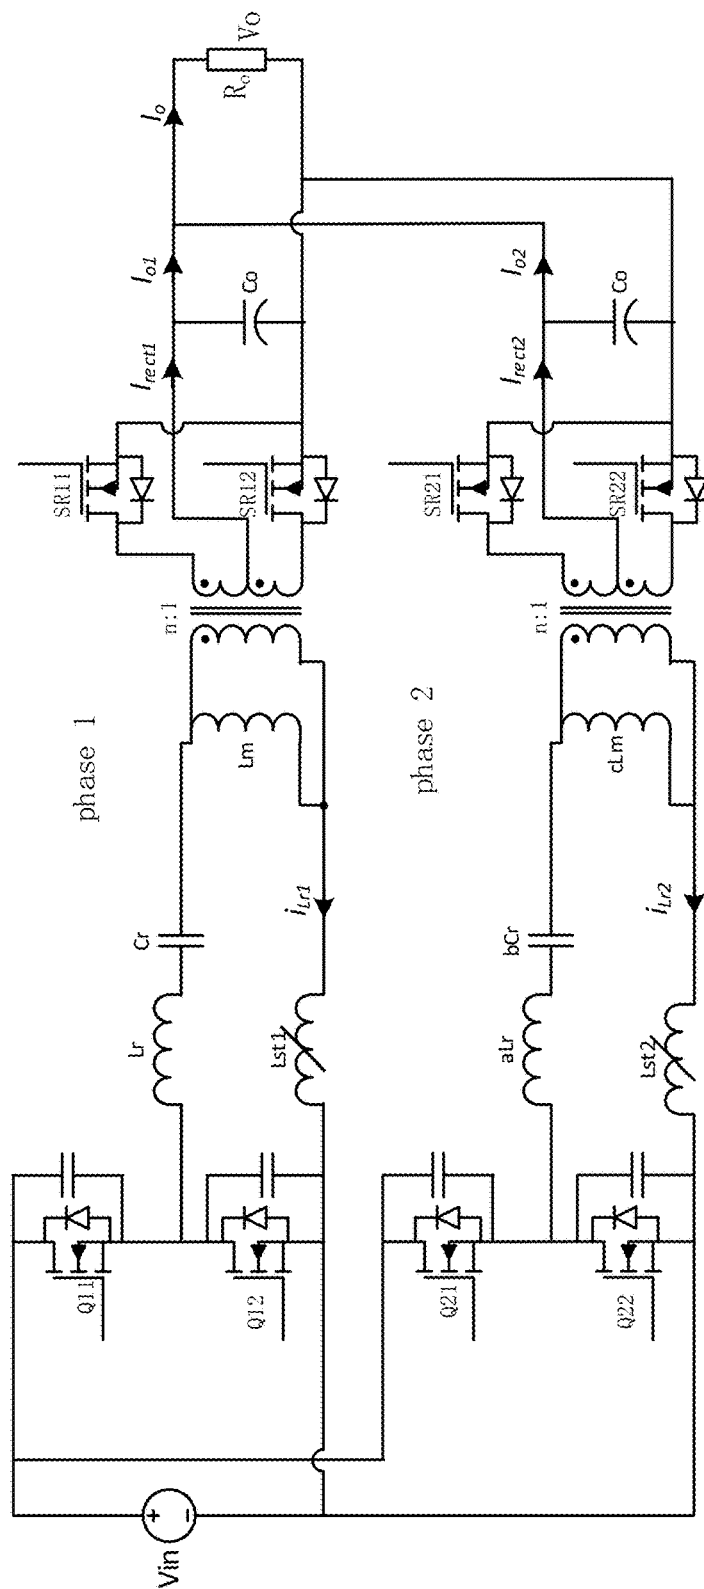 phase 1
phase 2
Vin
+
−
Q11
Q12
Lr
Cr
Lst1
iLr1
Lm
n:1
SR11
SR12
Irect1
Io1
Io
Co
Ro
Vo
Q21
Q22
aLr
bCr
Lst2
iLr2
cLm
n:1
SR21
SR22
Irect2
Io2
Co